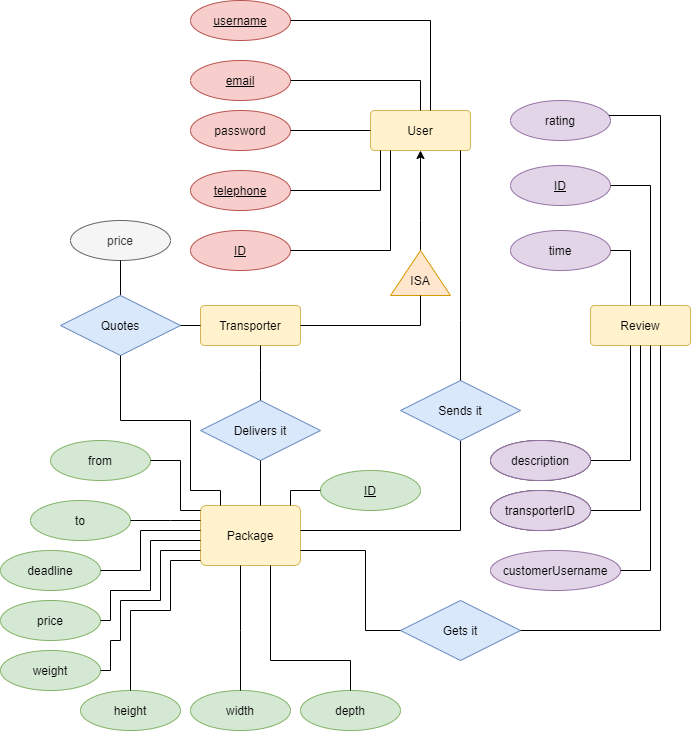 username
email
password
User
rating
telephone
ID
time
price
ID
ISA
Quotes
Transporter
Review
Sends it
Delivers it
from
description
ID
to
transporterID
Package
deadline
customerUsername
price
Gets it
weight
height
width
depth